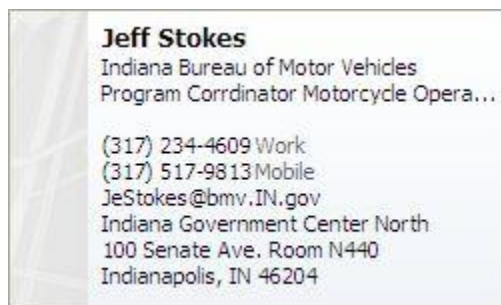 Jeff Stokes
Indiana Bureau of Motor Vehicles
Program Corrdinator Motorcycle Opera...
(317) 234-4609 Work
(317) 517-9813 Mobile
JeStokes@bmv.IN.gov
Indiana Government Center North
100 Senate Ave. Room N440
Indianapolis, IN 46204